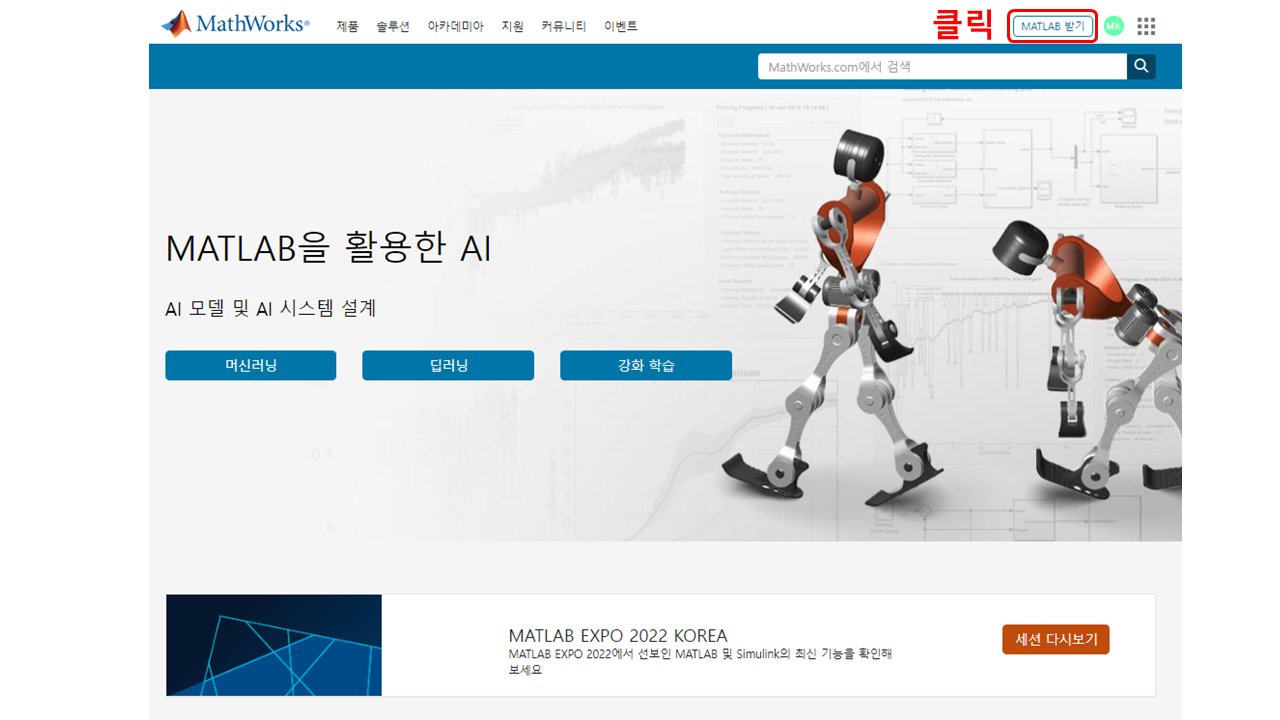 MathWorks®
제품 솔루션 아카데미아 지원 커뮤니티 이벤트
클릭
MATLAB 받기
MK
MathWorks.com에서 검색
MATLAB을 활용한 AI
AI 모델 및 AI 시스템 설계
머신러닝
딥러닝
강화 학습
MATLAB EXPO 2022 KOREA
MATLAB EXPO 2022에서 선보인 MATLAB 및 Simulink의 최신 기능을 확인해
보세요
세션 다시보기